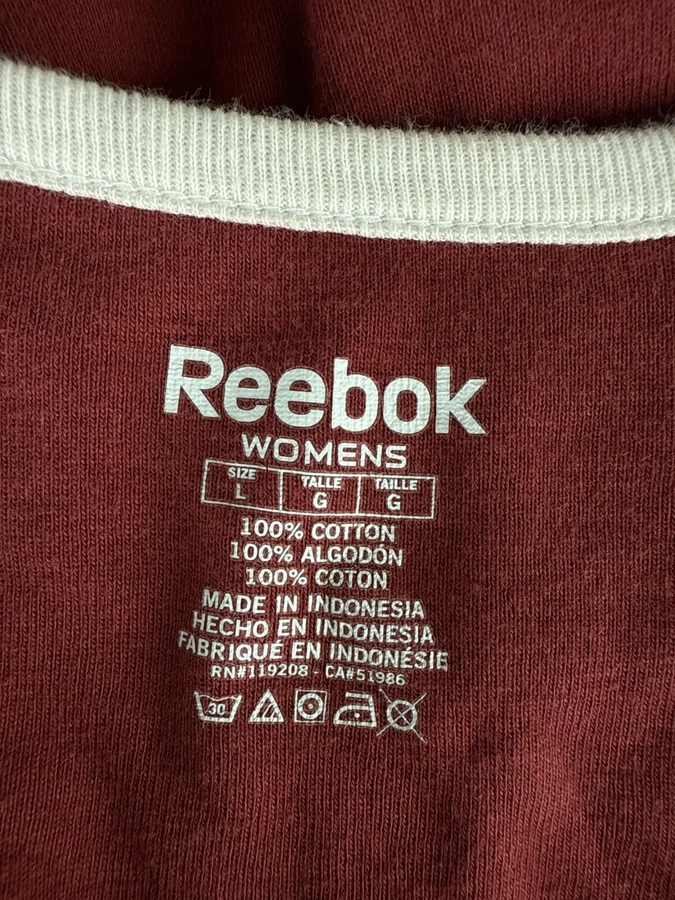 Reebok
WOMENS
SIZE TALLE TAILLE
L G G
100% COTTON
100% ALGODÓN
100% COTON
MADE IN INDONESIA
HECHO EN INDONESIA
FABRIQUÉ EN INDONÉSIE
RN#119208 - CA#51986
30